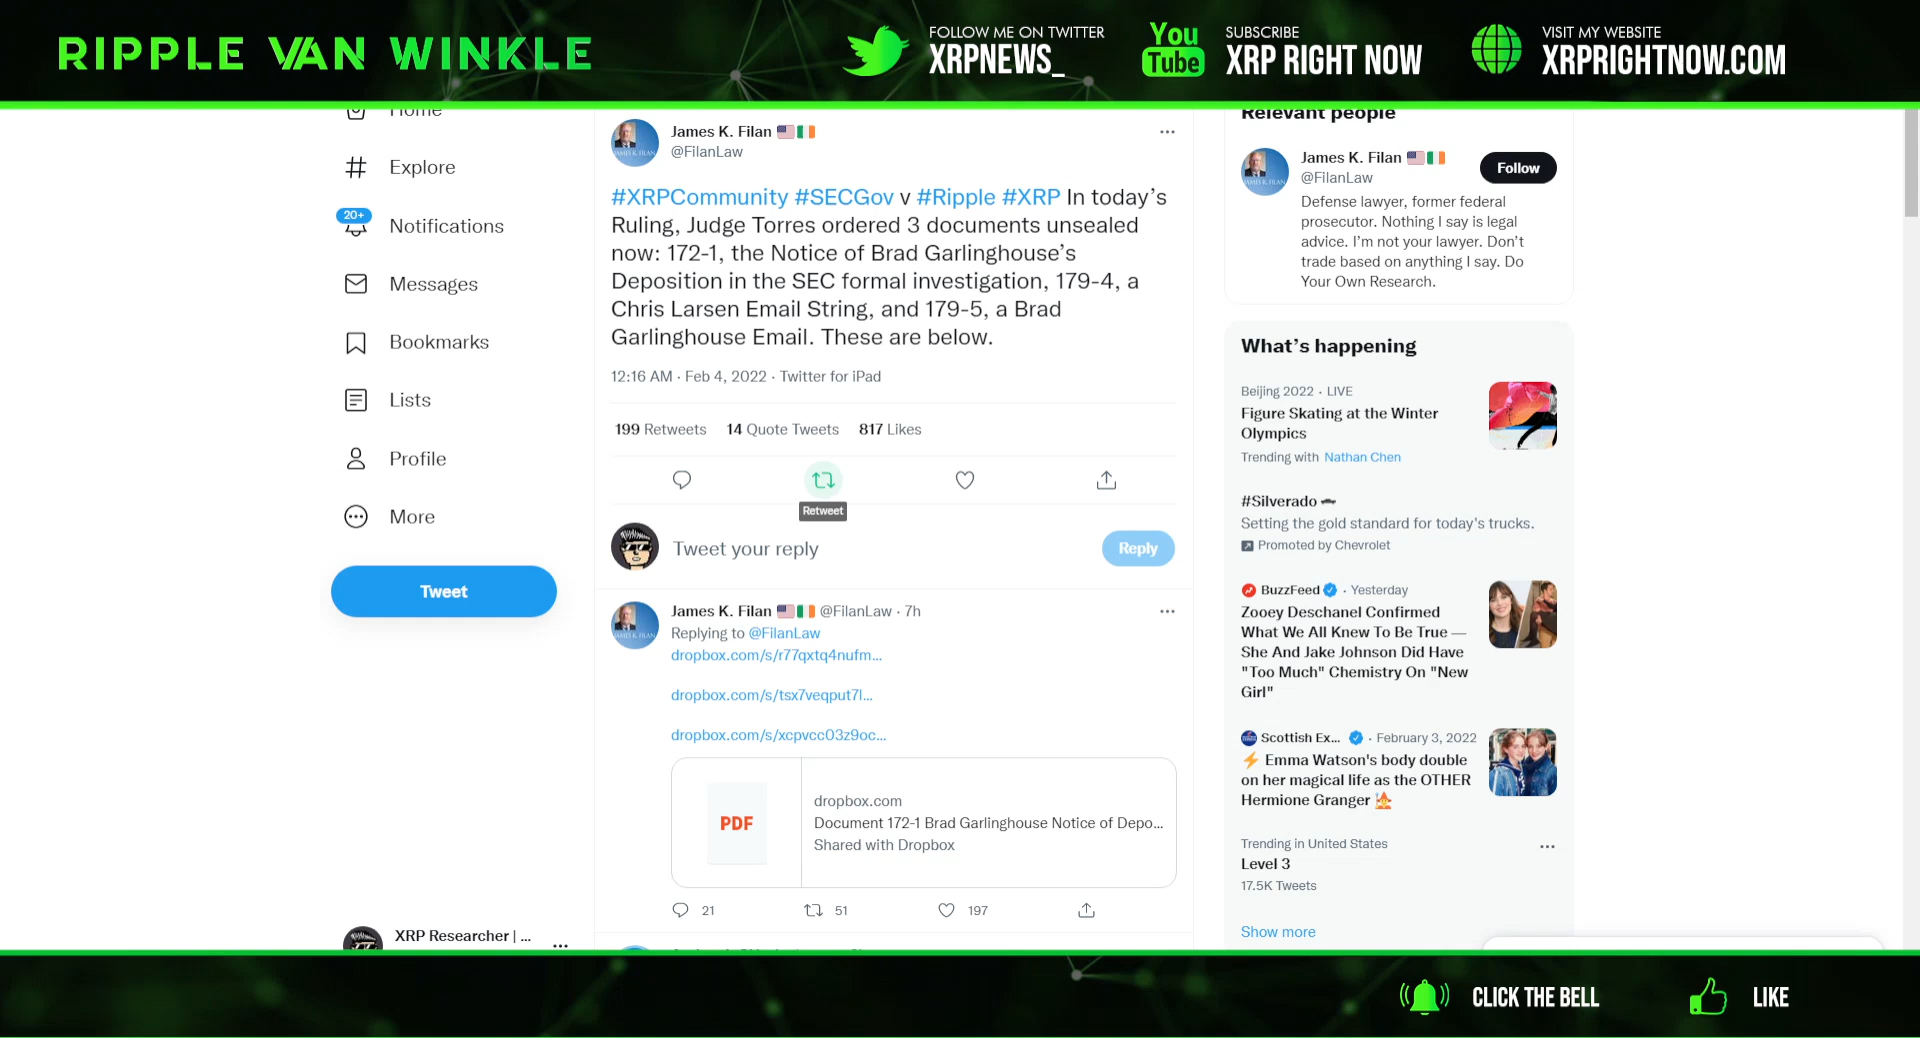 RIPPLE VAN WINKLE
FOLLOW ME ON TWITTER
XRPNEWS_
You
Tube
SUBSCRIBE
XRP RIGHT NOW
VISIT MY WEBSITE
XRPRIGHTNOW.COM
Home
Explore
20+
Notifications
Messages
Bookmarks
Lists
Profile
More
Tweet
XRP Researcher | ...
James K. Filan 🇺🇸🇮🇪
@FilanLaw
#XRPCommunity #SECGov v #Ripple #XRP In today’s
Ruling, Judge Torres ordered 3 documents unsealed
now: 172-1, the Notice of Brad Garlinghouse’s
Deposition in the SEC formal investigation, 179-4, a
Chris Larsen Email String, and 179-5, a Brad
Garlinghouse Email. These are below.
12:16 AM · Feb 4, 2022 · Twitter for iPad
199 Retweets 14 Quote Tweets 817 Likes
Retweet
Tweet your reply
Reply
James K. Filan 🇺🇸🇮🇪 @FilanLaw · 7h
Replying to @FilanLaw
dropbox.com/s/r77qxtq4nufm...
dropbox.com/s/tsx7veqput7l...
dropbox.com/s/xcpvcc03z9oc...
PDF
dropbox.com
Document 172-1 Brad Garlinghouse Notice of Depo...
Shared with Dropbox
21 51 197
Relevant people
James K. Filan 🇺🇸🇮🇪
@FilanLaw
Follow
Defense lawyer, former federal
prosecutor. Nothing I say is legal
advice. I’m not your lawyer. Don’t
trade based on anything I say. Do
Your Own Research.
What’s happening
Beijing 2022 · LIVE
Figure Skating at the Winter
Olympics
Trending with Nathan Chen
#Silverado
Setting the gold standard for today's trucks.
Promoted by Chevrolet
BuzzFeed · Yesterday
Zooey Deschanel Confirmed
What We All Knew To Be True —
She And Jake Johnson Did Have
"Too Much" Chemistry On "New
Girl"
Scottish Ex... · February 3, 2022
⚡ Emma Watson's body double
on her magical life as the OTHER
Hermione Granger
Trending in United States
Level 3
17.5K Tweets
Show more
CLICK THE BELL
LIKE